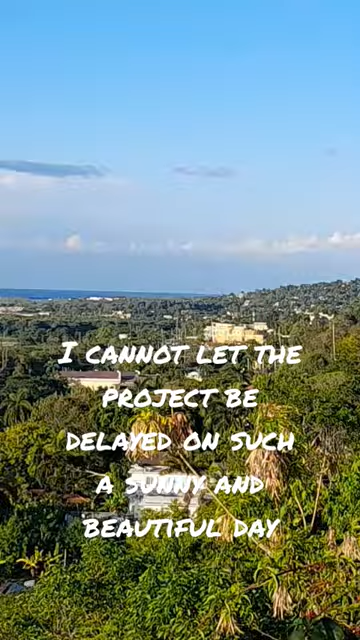 I CANNOT LET THE
PROJECT BE
DELAYED ON SUCH
A SUNNY AND
BEAUTIFUL DAY